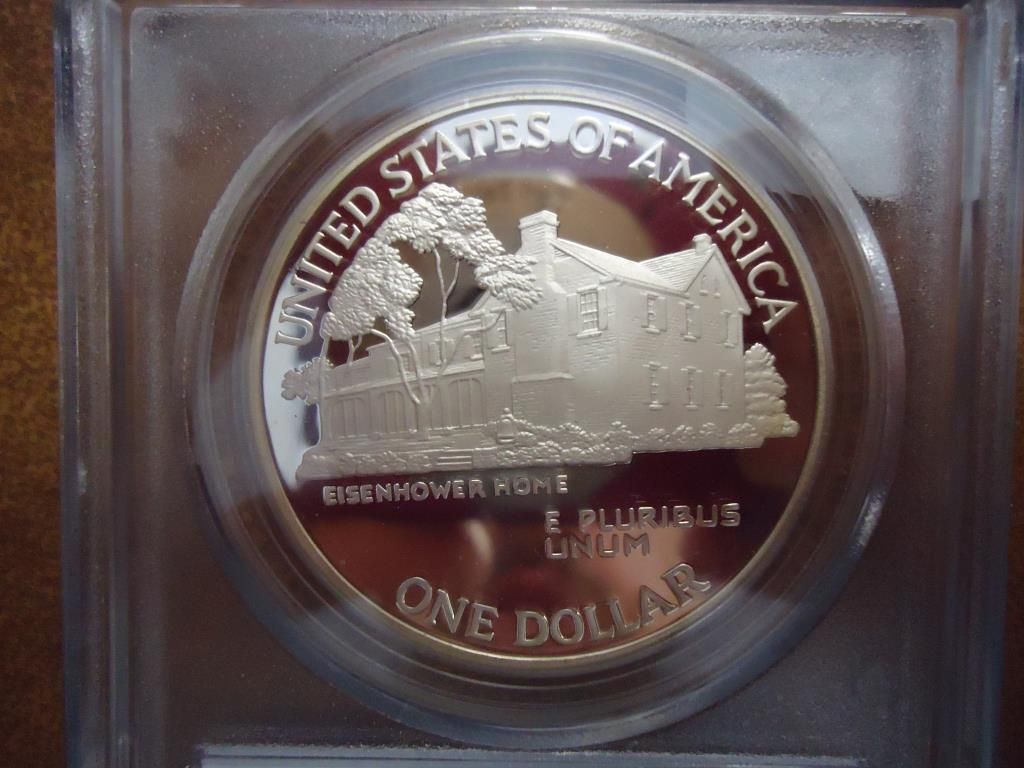 UNITED STATES OF AMERICA
EISENHOWER HOME
E PLURIBUS
UNUM
ONE DOLLAR